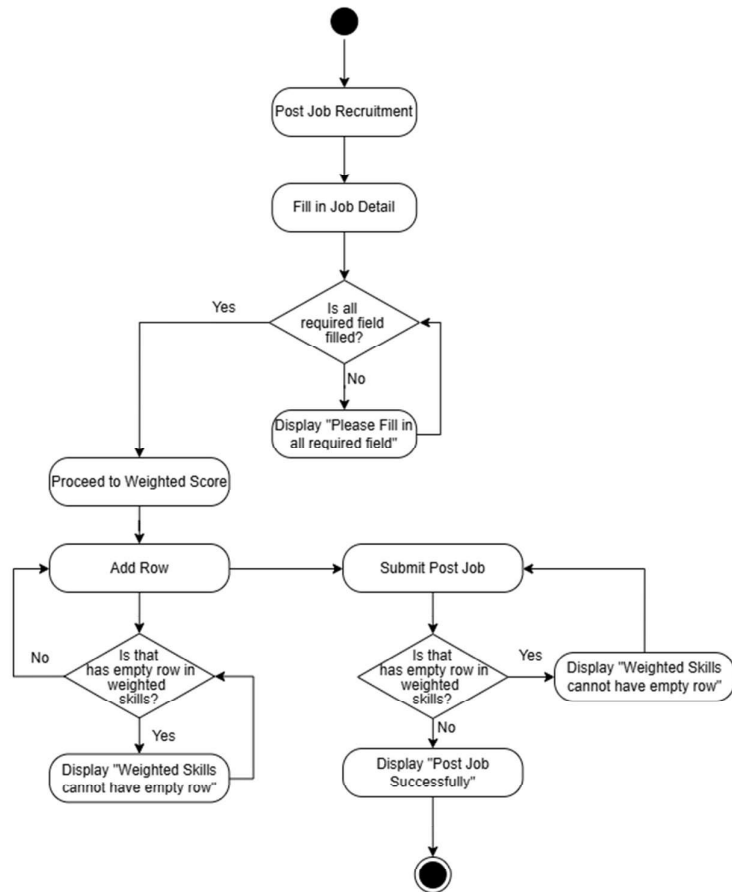 Post Job Recruitment
Fill in Job Detail
Yes
Is all
required field
filled?
No
Display "Please Fill in
all required field"
Proceed to Weighted Score
Add Row
Submit Post Job
No
Is that
has empty row in
weighted
skills?
Yes
Display "Weighted Skills
cannot have empty row"
Is that
has empty row in
weighted
skills?
Yes
Display "Weighted Skills
cannot have empty row"
No
Display "Post Job
Successfully"